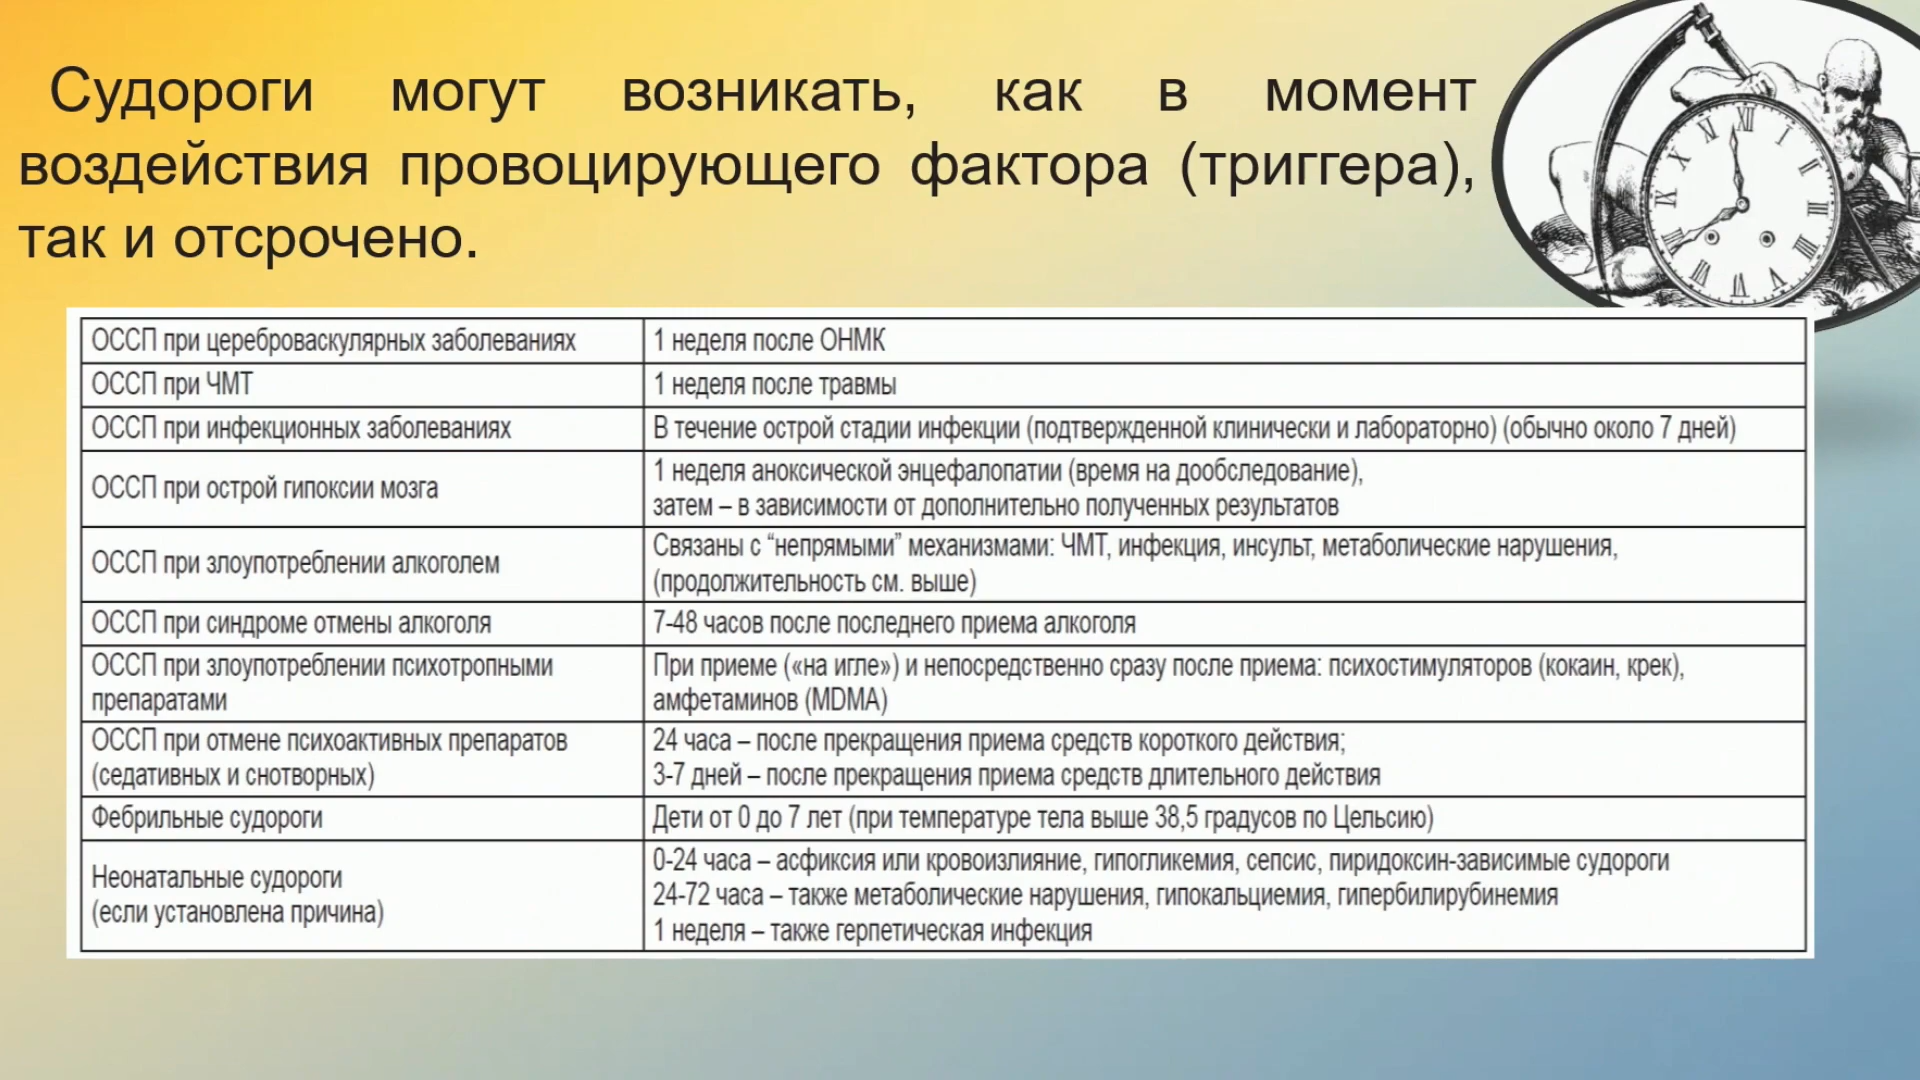 Судороги могут возникать, как в момент
воздействия провоцирующего фактора (триггера),
так и отсрочено.
ОССП при цереброваскулярных заболеваниях
1 неделя после ОНМК
ОССП при ЧМТ
1 неделя после травмы
ОССП при инфекционных заболеваниях
В течение острой стадии инфекции (подтвержденной клинически и лабораторно) (обычно около 7 дней)
ОССП при острой гипоксии мозга
1 неделя аноксической энцефалопатии (время на дообследование),
затем – в зависимости от дополнительно полученных результатов
ОССП при злоупотреблении алкоголем
Связаны с “непрямыми” механизмами: ЧМТ, инфекция, инсульт, метаболические нарушения,
(продолжительность см. выше)
ОССП при синдроме отмены алкоголя
7-48 часов после последнего приема алкоголя
ОССП при злоупотреблении психотропными
препаратами
При приеме («на игле») и непосредственно сразу после приема: психостимуляторов (кокаин, крек),
амфетаминов (MDMA)
ОССП при отмене психоактивных препаратов
(седативных и снотворных)
24 часа – после прекращения приема средств короткого действия;
3-7 дней – после прекращения приема средств длительного действия
Фебрильные судороги
Дети от 0 до 7 лет (при температуре тела выше 38,5 градусов по Цельсию)
Неонатальные судороги
(если установлена причина)
0-24 часа – асфиксия или кровоизлияние, гипогликемия, сепсис, пиридоксин-зависимые судороги
24-72 часа – также метаболические нарушения, гипокальциемия, гипербилирубинемия
1 неделя – также герпетическая инфекция